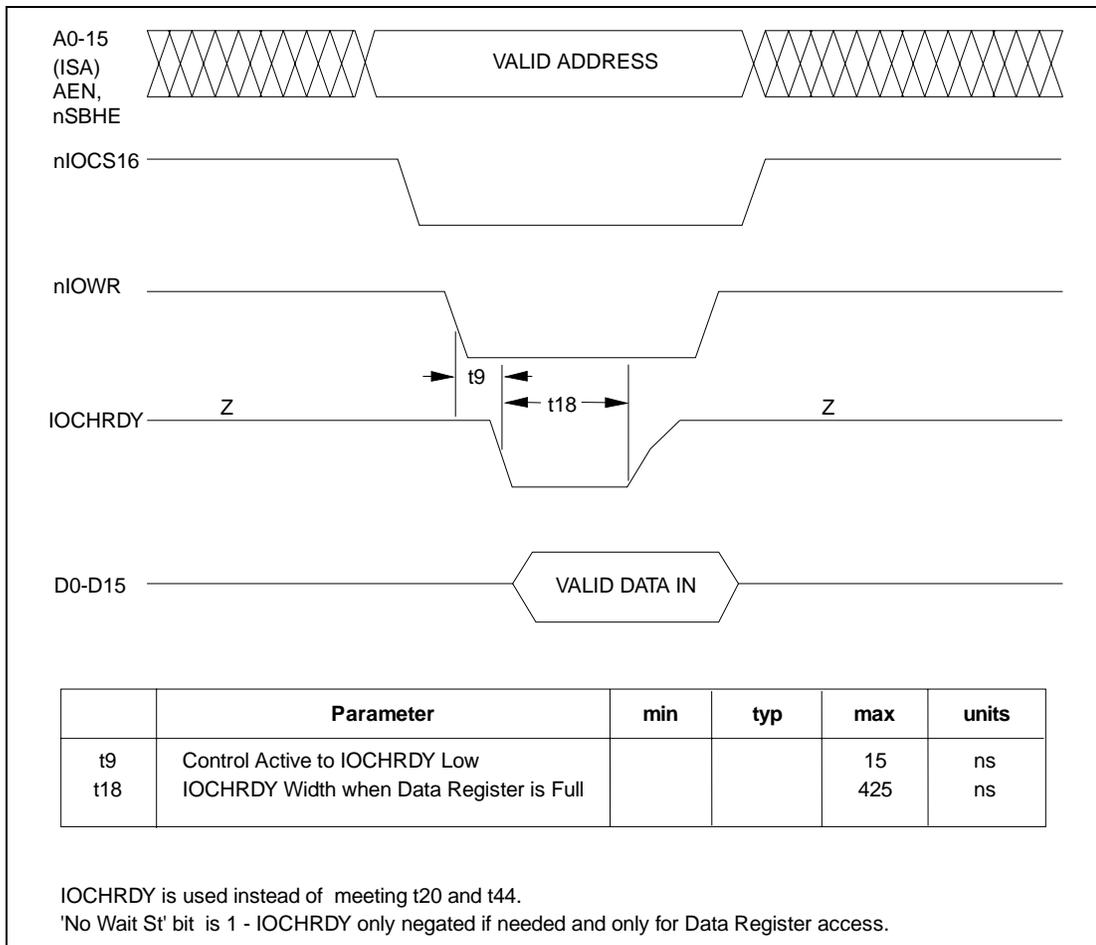 A0-15
(ISA)
AEN,
nSBHE
VALID ADDRESS
nIOCS16
nIOWR
t9
t18
IOCHRDY
Z
Z
D0-D15
VALID DATA IN
Parameter min typ max units
t9 Control Active to IOCHRDY Low 15 ns
t18 IOCHRDY Width when Data Register is Full 425 ns
IOCHRDY is used instead of meeting t20 and t44.
'No Wait St' bit is 1 - IOCHRDY only negated if needed and only for Data Register access.